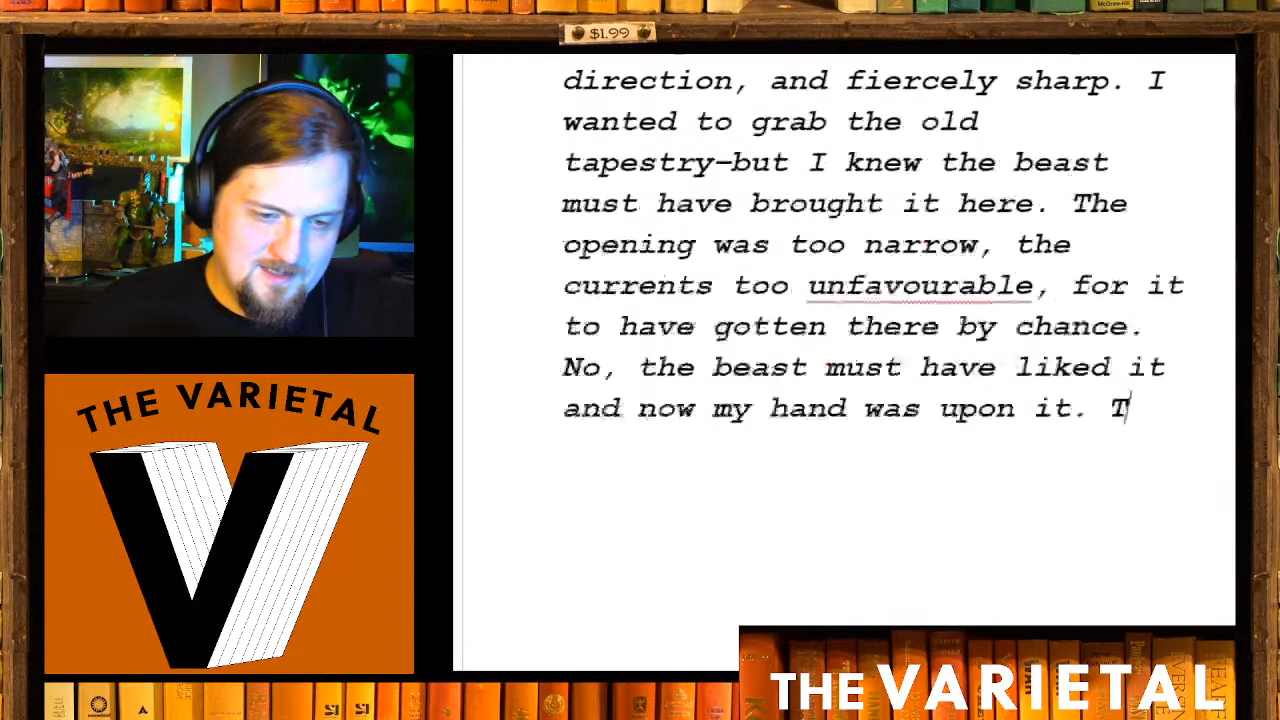 McGraw-Hill
$1.99
direction, and fiercely sharp. I
wanted to grab the old
tapestry—but I knew the beast
must have brought it here. The
opening was too narrow, the
currents too unfavourable, for it
to have gotten there by chance.
No, the beast must have liked it
and now my hand was upon it. T
THE VARIETAL
V
THE VARIETAL